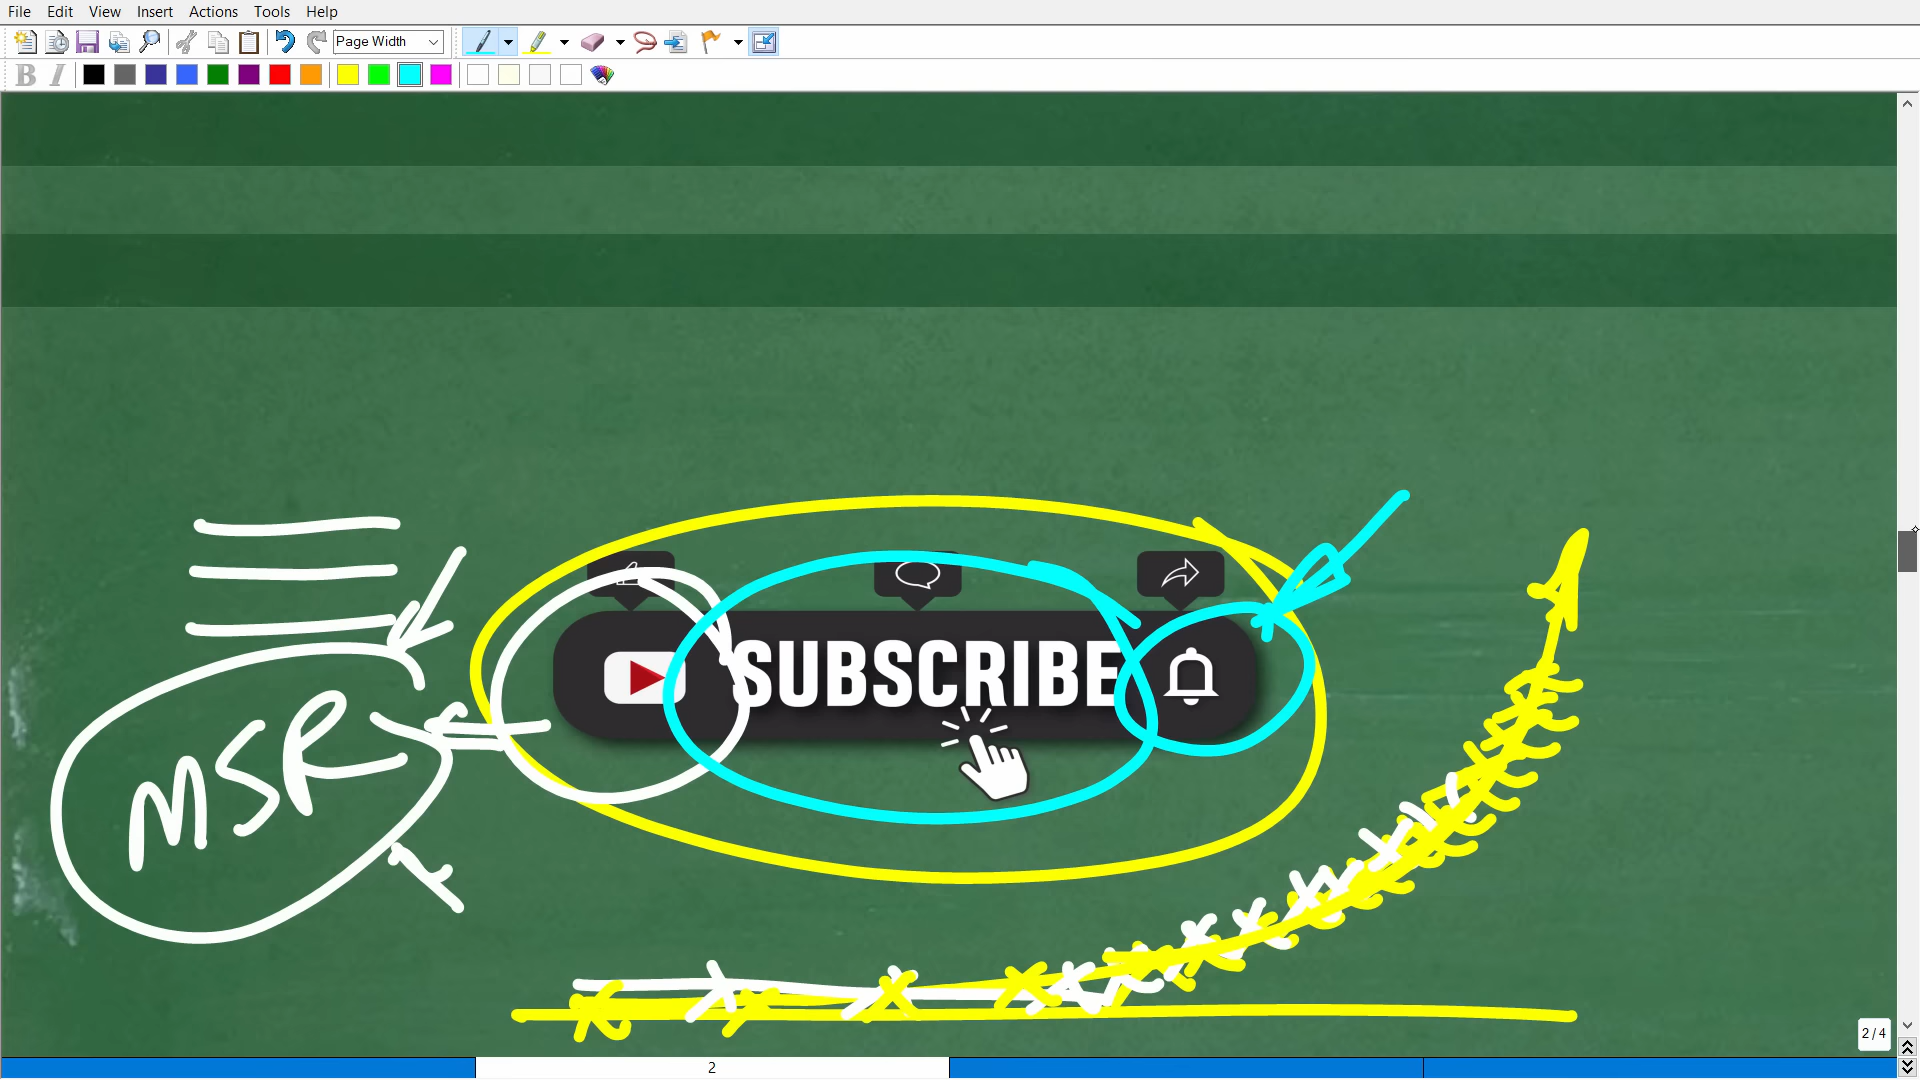 File Edit View Insert Actions Tools Help
Page Width
B I
SUBSCRIBE
MSR
2 / 4
2